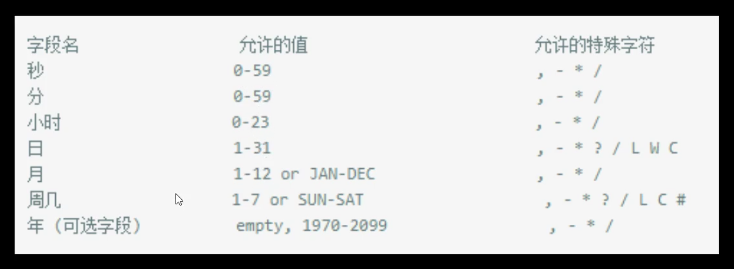 字段名 允许的值 允许的特殊字符
秒 0-59 , - * /
分 0-59 , - * /
小时 0-23 , - * /
日 1-31 , - * ? / L W C
月 1-12 or JAN-DEC , - * /
周几 1-7 or SUN-SAT , - * ? / L C #
年 (可选字段) empty, 1970-2099 , - * /